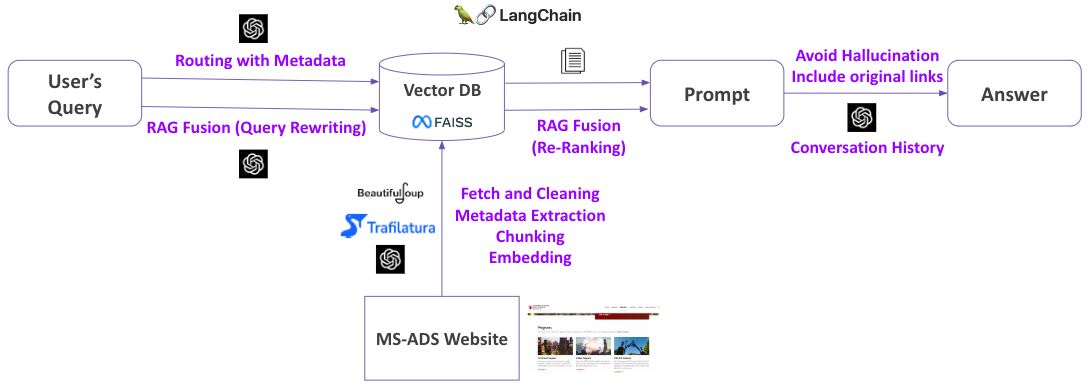 LangChain
Routing with Metadata
Avoid Hallucination
Include original links
User's
Query
Vector DB
FAISS
Prompt
Answer
RAG Fusion (Query Rewriting)
RAG Fusion
(Re-Ranking)
Conversation History
BeautifulSoup
Trafilatura
Fetch and Cleaning
Metadata Extraction
Chunking
Embedding
MS-ADS Website
Programs